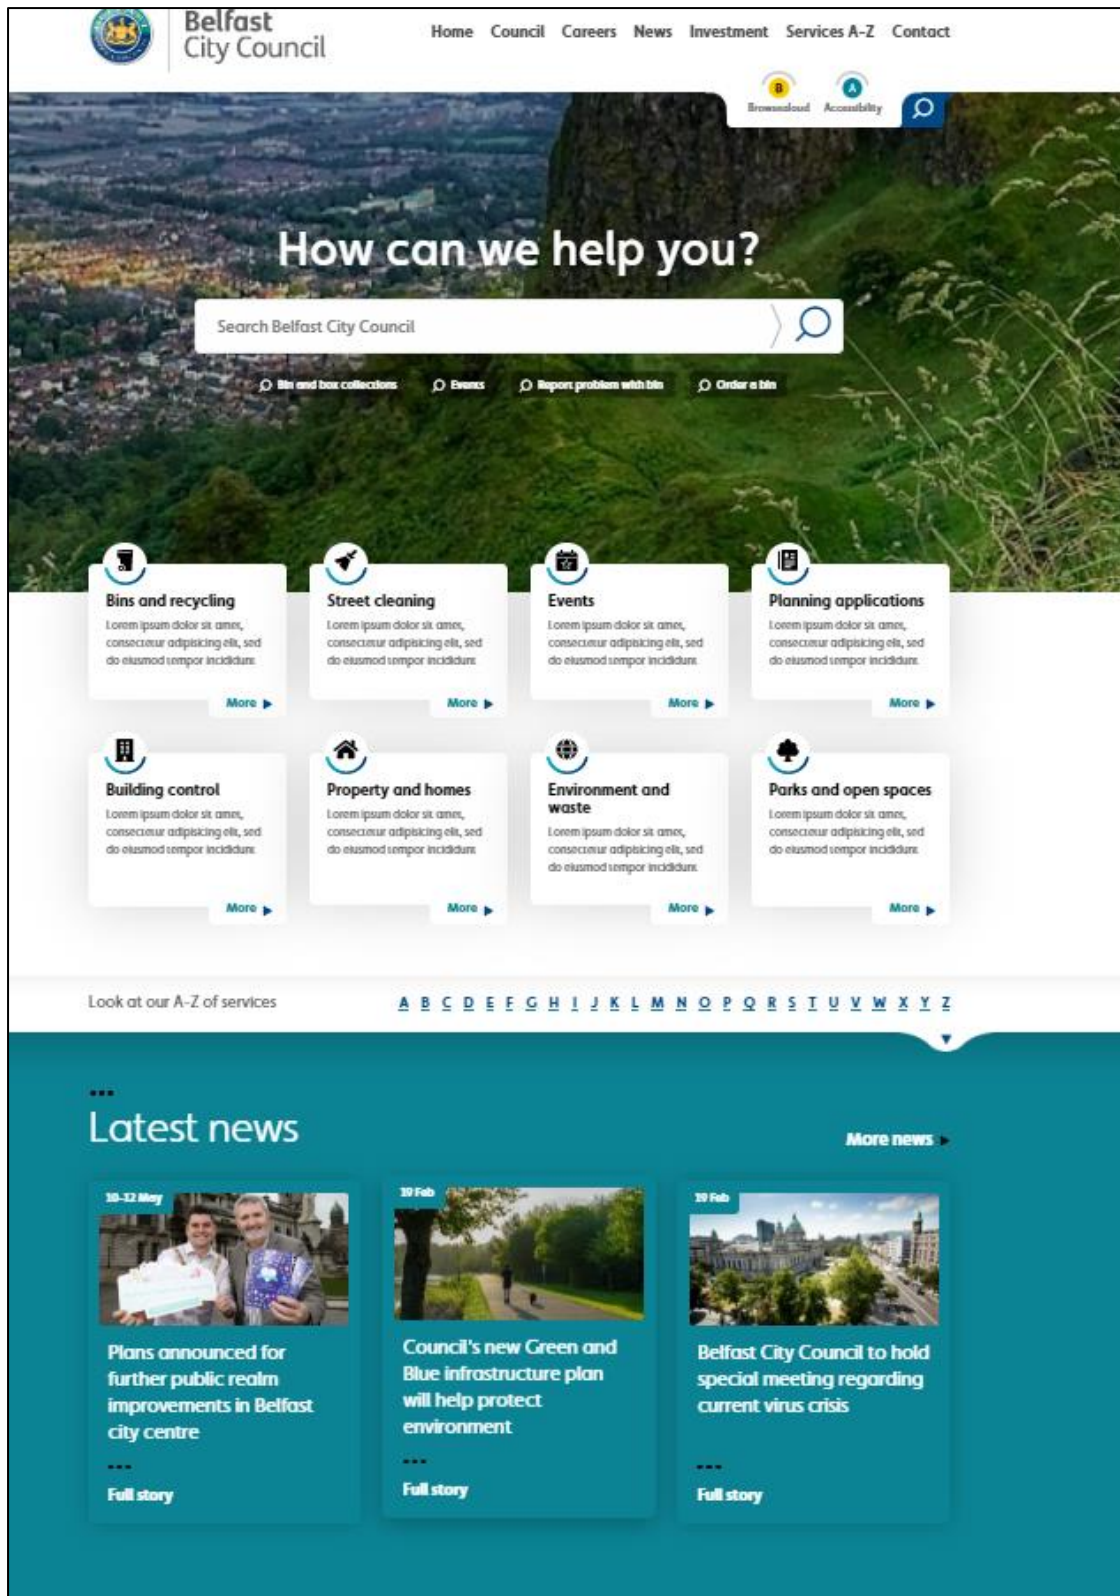 Belfast
City Council
Home Council Careers News Investment Services A-Z Contact
B A
Browsealoud Accessibility
How can we help you?
Search Belfast City Council
Bin and box collections Events Report problem with bin Order a bin
Bins and recycling
Lorem ipsum dolor sit amet,
consectetur adipisicing elit, sed
do eiusmod tempor incididunt
More
Street cleaning
Lorem ipsum dolor sit amet,
consectetur adipisicing elit, sed
do eiusmod tempor incididunt
More
Events
Lorem ipsum dolor sit amet,
consectetur adipisicing elit, sed
do eiusmod tempor incididunt
More
Planning applications
Lorem ipsum dolor sit amet,
consectetur adipisicing elit, sed
do eiusmod tempor incididunt
More
Building control
Lorem ipsum dolor sit amet,
consectetur adipisicing elit, sed
do eiusmod tempor incididunt
More
Property and homes
Lorem ipsum dolor sit amet,
consectetur adipisicing elit, sed
do eiusmod tempor incididunt
More
Environment and
waste
Lorem ipsum dolor sit amet,
consectetur adipisicing elit, sed
do eiusmod tempor incididunt
More
Parks and open spaces
Lorem ipsum dolor sit amet,
consectetur adipisicing elit, sed
do eiusmod tempor incididunt
More
Look at our A-Z of services A B C D E F G H I J K L M N O P Q R S T U V W X Y Z
Latest news
More news
10-12 May
Plans announced for
further public realm
improvements in Belfast
city centre
Full story
19 Feb
Council's new Green and
Blue infrastructure plan
will help protect
environment
Full story
19 Feb
Belfast City Council to hold
special meeting regarding
current virus crisis
Full story